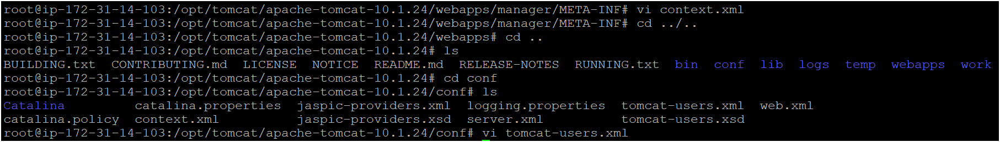 root@ip-172-31-14-103:/opt/tomcat/apache-tomcat-10.1.24/webapps/manager/META-INF# vi context.xml
root@ip-172-31-14-103:/opt/tomcat/apache-tomcat-10.1.24/webapps/manager/META-INF# cd ../..
root@ip-172-31-14-103:/opt/tomcat/apache-tomcat-10.1.24/webapps# cd ..
root@ip-172-31-14-103:/opt/tomcat/apache-tomcat-10.1.24# ls
BUILDING.txt  CONTRIBUTING.md  LICENSE  NOTICE  README.md  RELEASE-NOTES  RUNNING.txt  bin  conf  lib  logs  temp  webapps  work
root@ip-172-31-14-103:/opt/tomcat/apache-tomcat-10.1.24# cd conf
root@ip-172-31-14-103:/opt/tomcat/apache-tomcat-10.1.24/conf# ls
Catalina         catalina.properties  jaspic-providers.xml  logging.properties  tomcat-users.xml  web.xml
catalina.policy  context.xml          jaspic-providers.xsd  server.xml          tomcat-users.xsd
root@ip-172-31-14-103:/opt/tomcat/apache-tomcat-10.1.24/conf# vi tomcat-users.xml